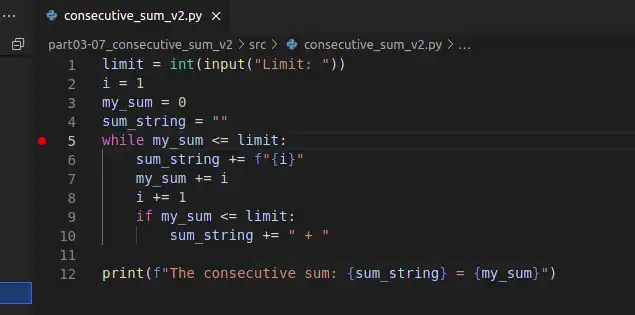 consecutive_sum_v2.py ×
part03-07_consecutive_sum_v2 > src > consecutive_sum_v2.py > ...
1 limit = int(input("Limit: "))
2 i = 1
3 my_sum = 0
4 sum_string = ""
5 while my_sum <= limit:
6     sum_string += f"{i}"
7     my_sum += i
8     i += 1
9     if my_sum <= limit:
10         sum_string += " + "
11
12 print(f"The consecutive sum: {sum_string} = {my_sum}")